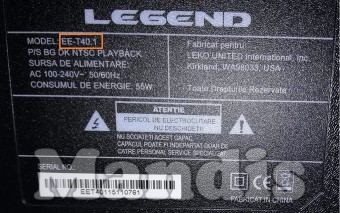 LEGEND
MODEL: EE-T40.1
P/S BG DK NTSC PLAYBACK
SURSA DE ALIMENTARE:
AC 100-240V~ 50/60Hz
CONSUMUL DE ENERGIE: 55W
Fabricat pentru
LEKO United International, Inc
Kirkland, WA98033, US
Toate Drepturile Rezervate
ATENTIE
PERICOL DE ELECTROCUTARE
NU DESCHIDETI!
NU SCOATETI ACEST CAPAC.
CAPACUL POATE FI INDEPARTAT DOAR DE
CATRE PERSONALUL SERVICE SPECIALIZAT.
SERIAL NO:
EET40115110761
FABRICAT IN CHINA
Mandis